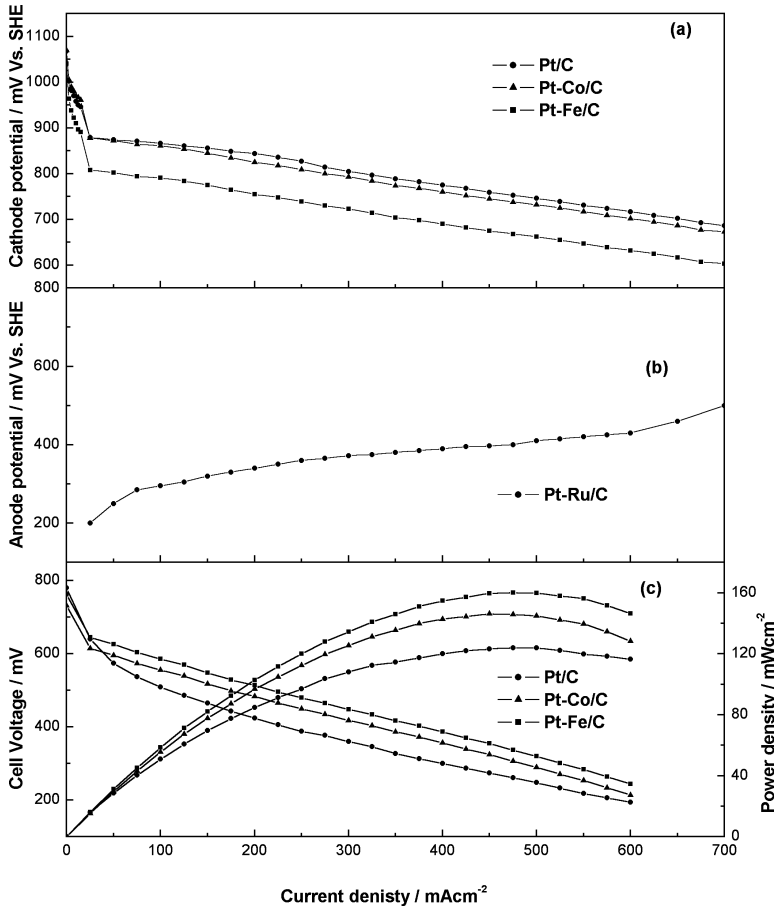 (a)
Pt/C
Pt-Co/C
Pt-Fe/C
Cathode potential / mV Vs. SHE
1100
1000
900
800
700
600
800
(b)
Pt-Ru/C
Anode potential / mV Vs. SHE
600
400
200
(c)
Pt/C
Pt-Co/C
Pt-Fe/C
Cell Voltage / mV
800
600
400
200
Power density / mWcm-2
160
120
80
40
0
0 100 200 300 400 500 600 700
Current denisty / mAcm-2